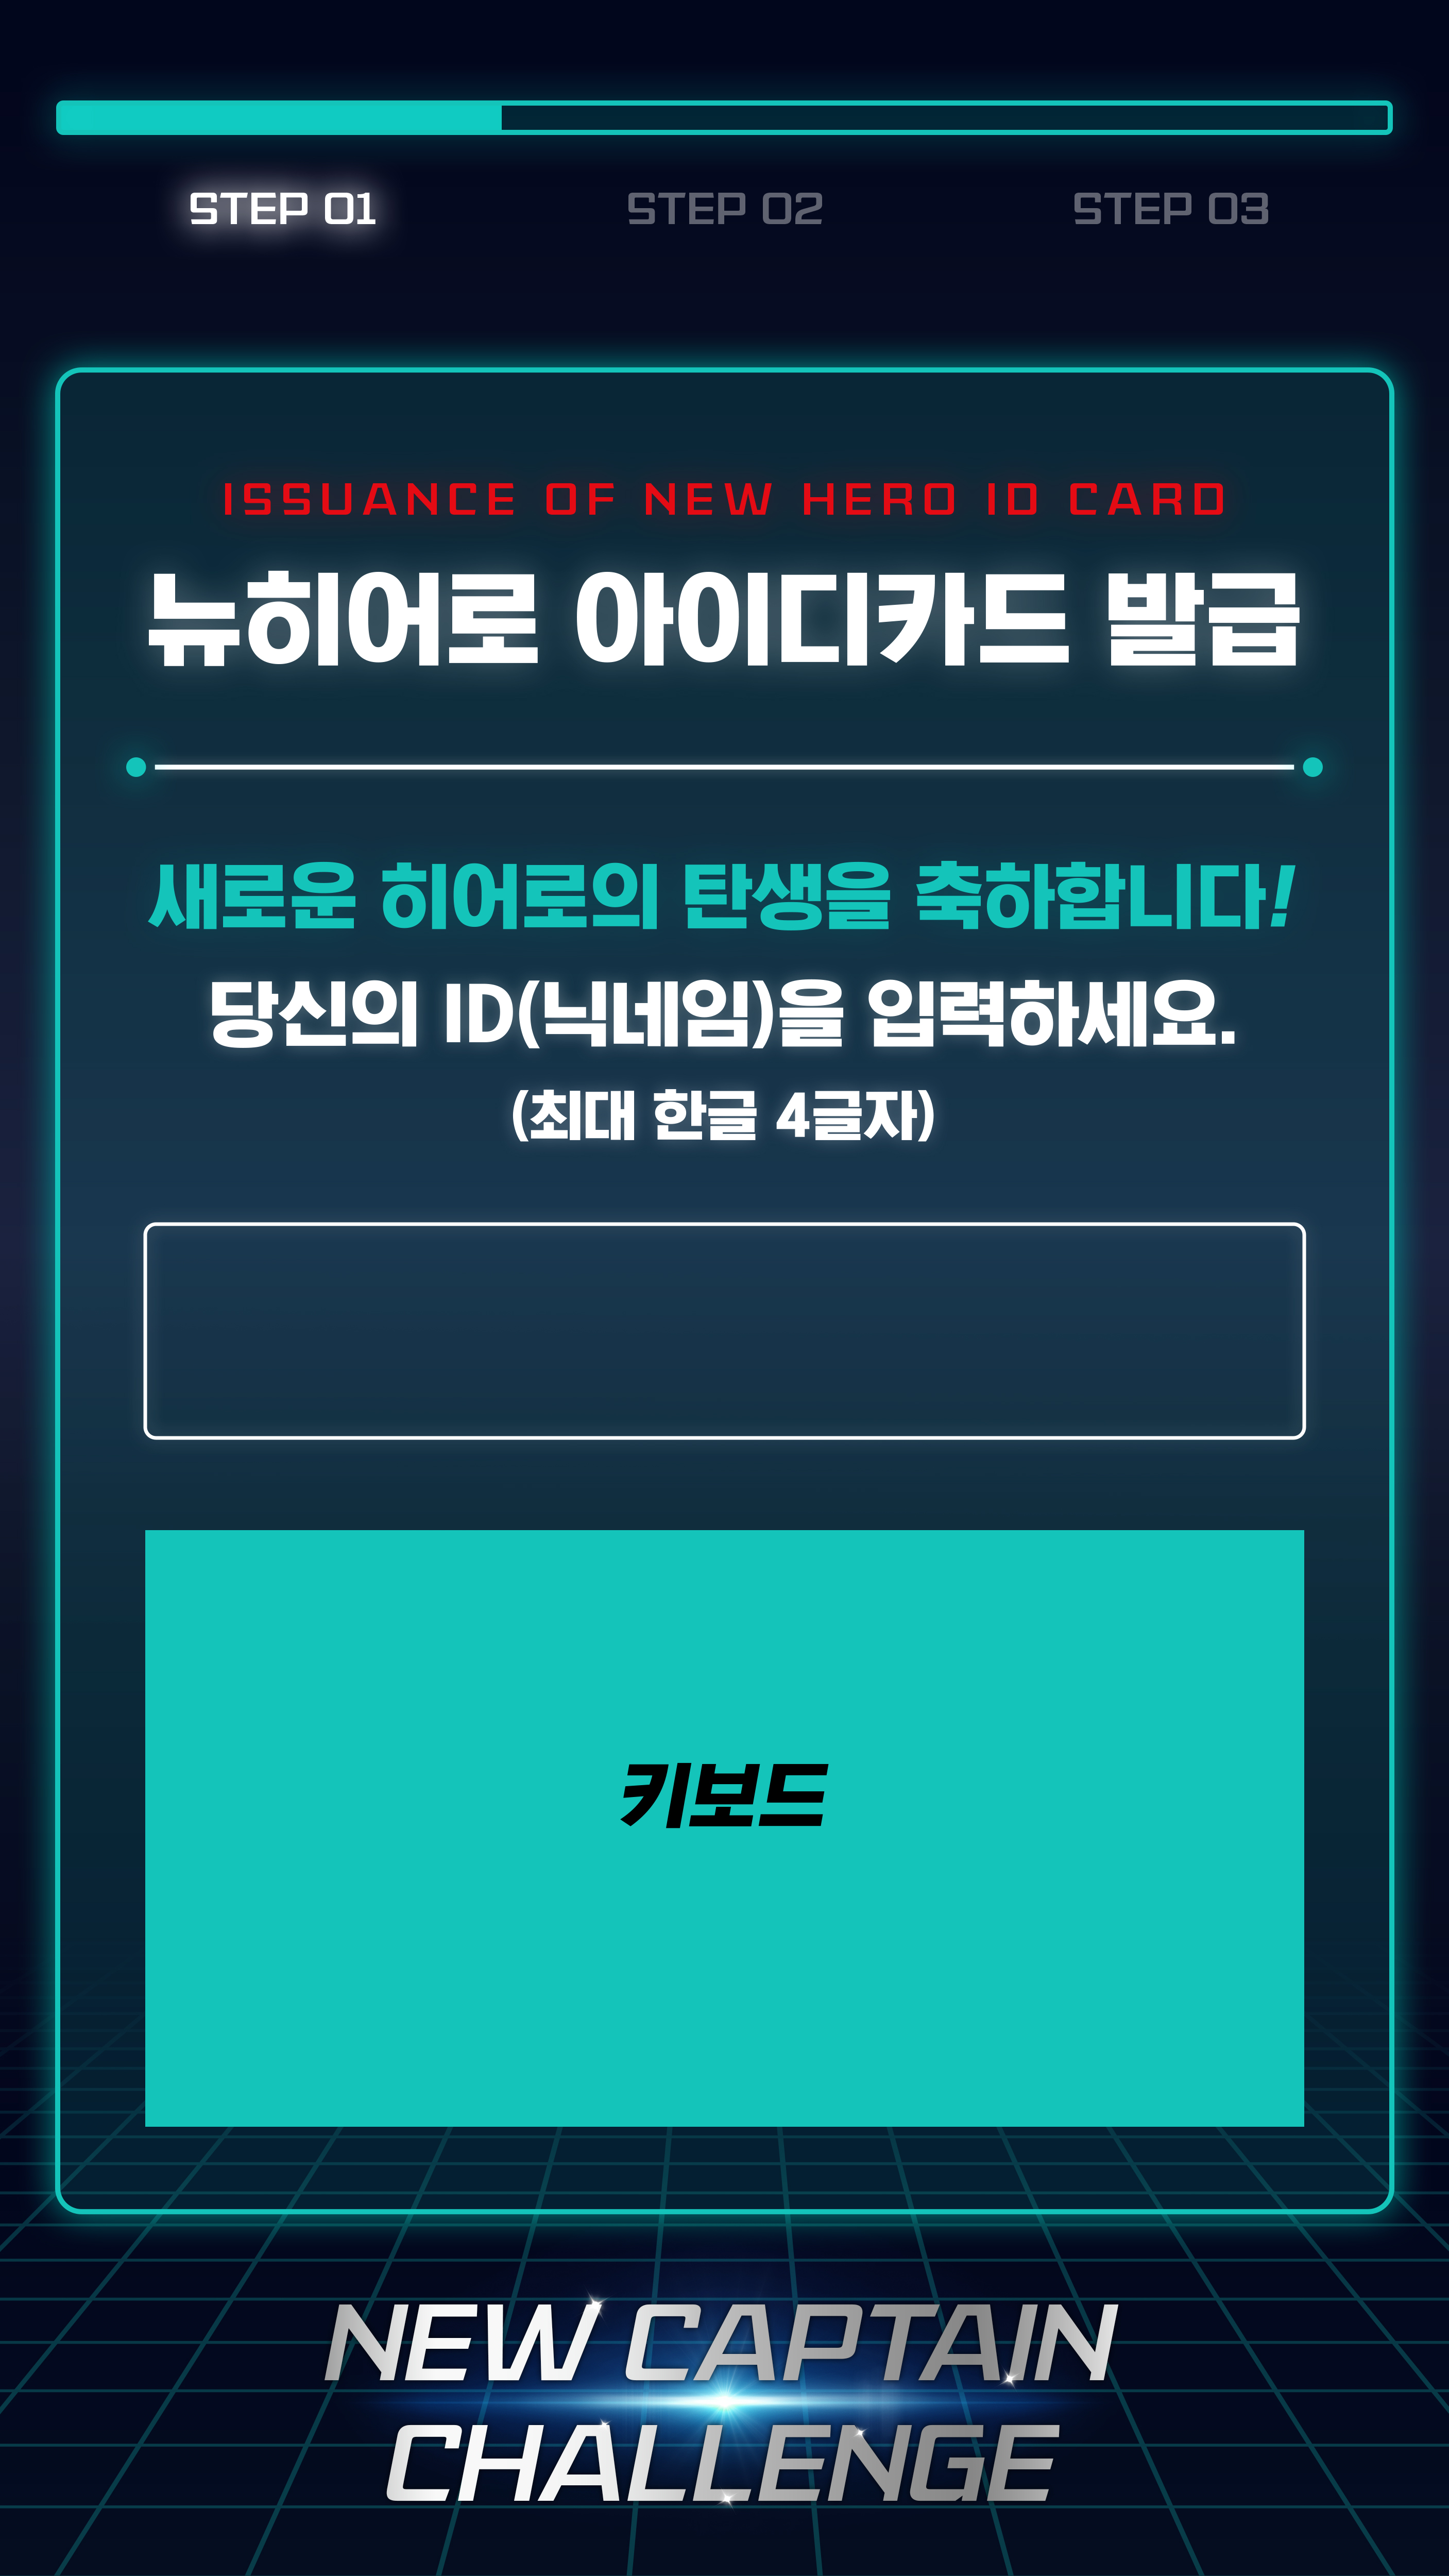 STEP 01 STEP 02 STEP 03
ISSUANCE OF NEW HERO ID CARD
뉴히어로 아이디카드 발급
새로운 히어로의 탄생을 축하합니다!
당신의 ID(닉네임)을 입력하세요.
(최대 한글 4글자)
키보드
NEW CAPTAIN
CHALLENGE